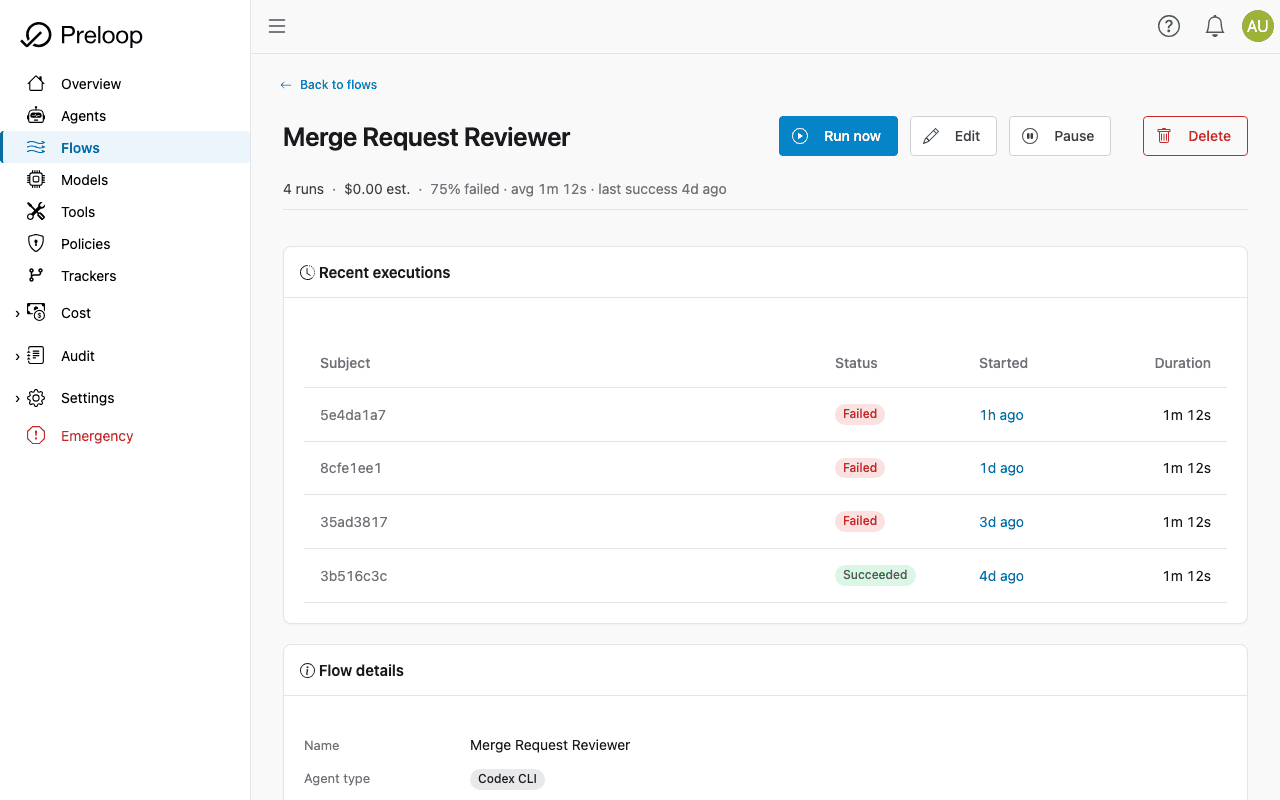 Preloop
AU
Overview
Agents
Flows
Models
Tools
Policies
Trackers
Cost
Audit
Settings
Emergency
Back to flows
Merge Request Reviewer
Run now
Edit
Pause
Delete
4 runs · $0.00 est. · 75% failed · avg 1m 12s · last success 4d ago
Recent executions
Subject Status Started Duration
5e4da1a7 Failed 1h ago 1m 12s
8cfe1ee1 Failed 1d ago 1m 12s
35ad3817 Failed 3d ago 1m 12s
3b516c3c Succeeded 4d ago 1m 12s
Flow details
Name Merge Request Reviewer
Agent type Codex CLI